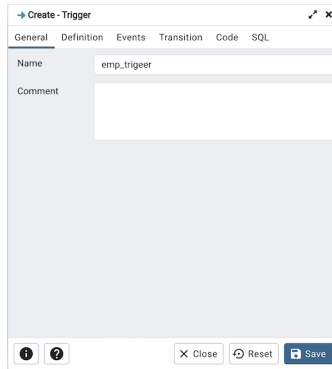 Create - Trigger
General Definition Events Transition Code SQL
Name emp_trigeer
Comment
Close Reset Save